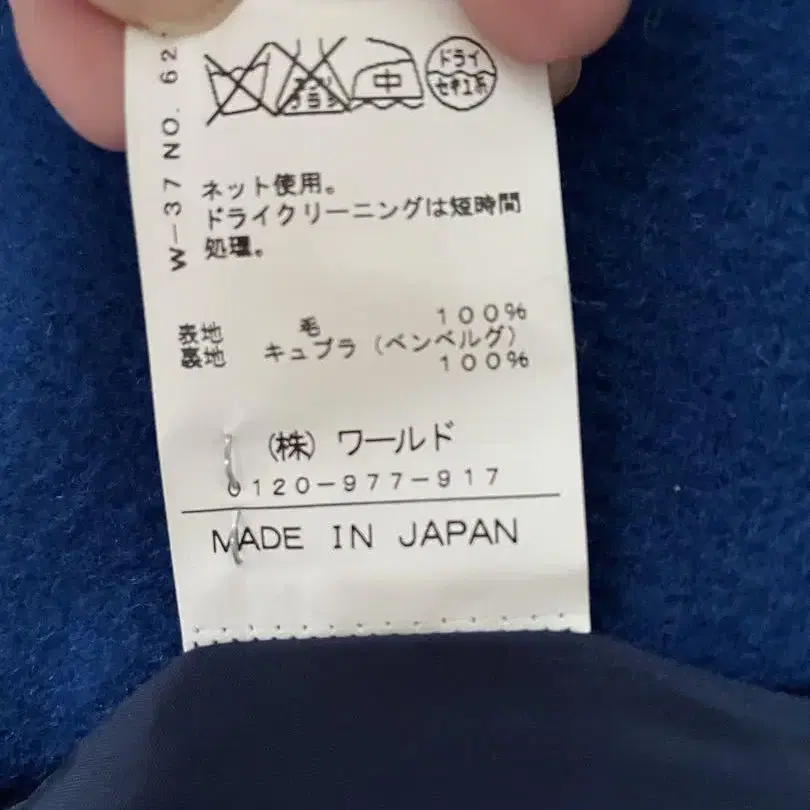 W-37 NO. 62
中
ドライ
セキユ系
ネット使用。
ドライクリーニングは短時間
処理。
表地 毛 100%
裏地 キュプラ(ベンベルグ)
100%
(株) ワールド
0120-977-917
MADE IN JAPAN